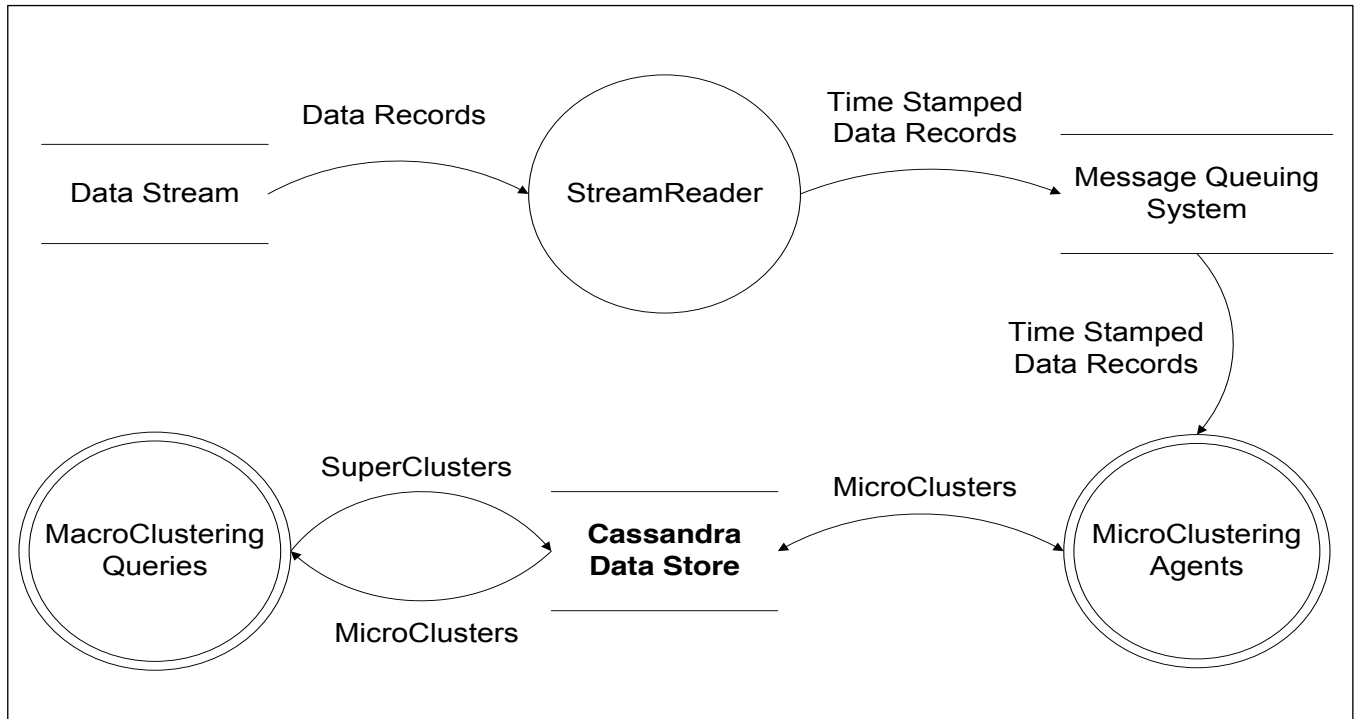 Data Records
Time Stamped
Data Records
Data Stream
StreamReader
Message Queuing
System
Time Stamped
Data Records
SuperClusters
MicroClusters
MacroClustering
Queries
Cassandra
Data Store
MicroClustering
Agents
MicroClusters